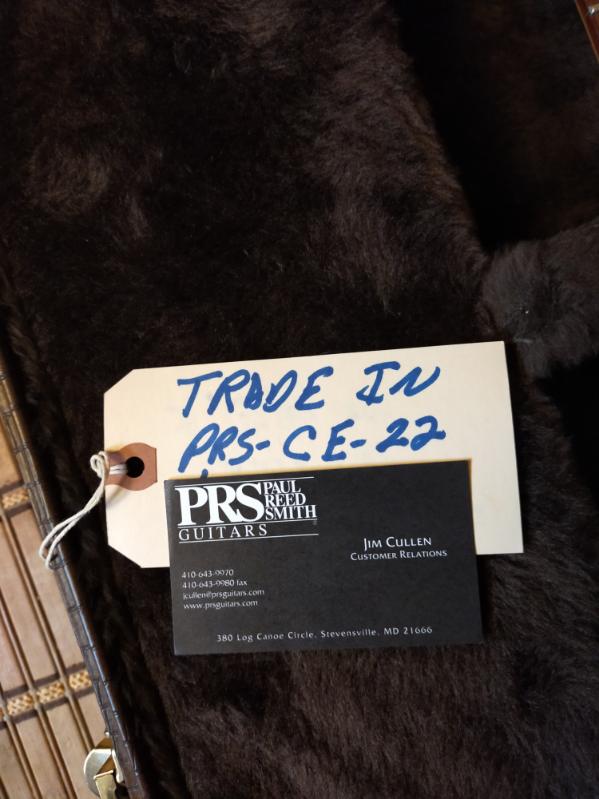 TRADE IN
PRS-CE-22
PRS PAUL REED SMITH
GUITARS
JIM CULLEN
CUSTOMER RELATIONS
410-643-9970
410-643-9980 fax
jcullen@prsguitars.com
www.prsguitars.com
380 Log Canoe Circle, Stevensville, MD 21666